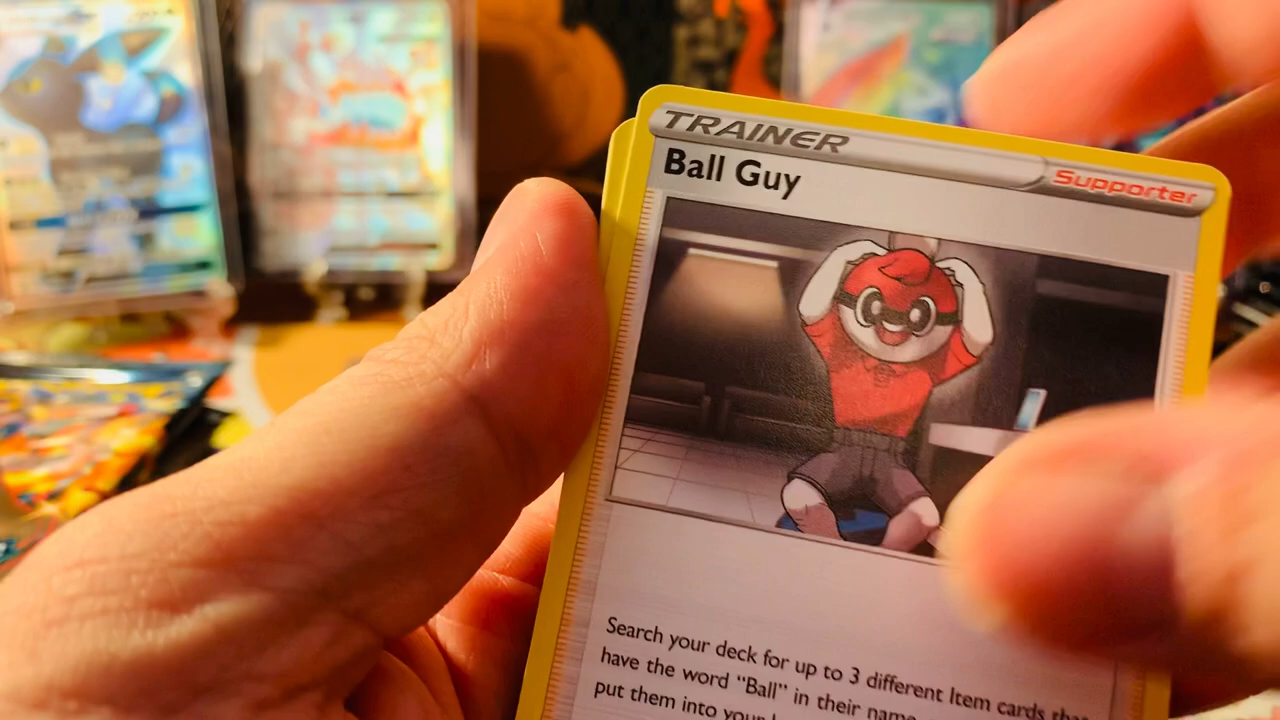 TRAINER
Supporter
Ball Guy
Search your deck for up to 3 different Item cards that
have the word “Ball” in their name
put them into your